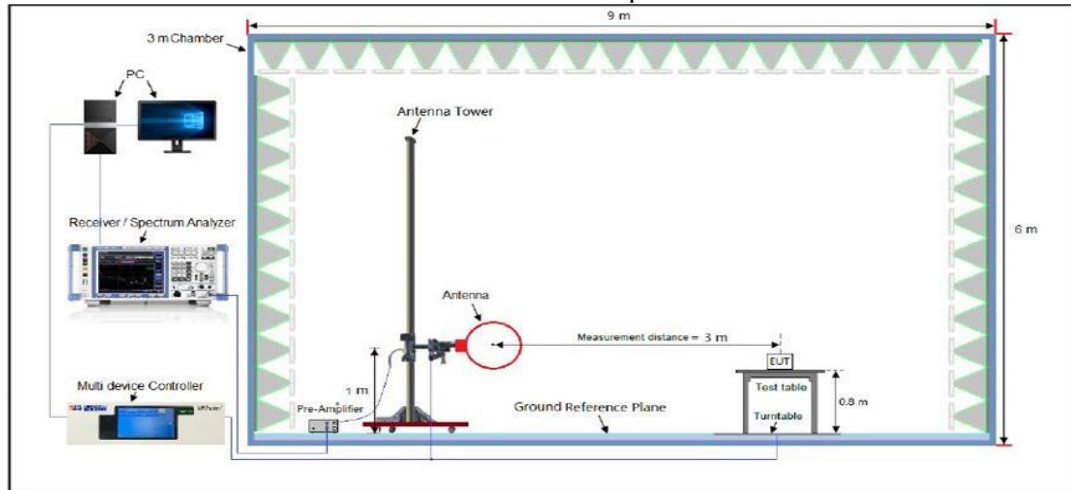 9 m
3 m Chamber
PC
Antenna Tower
Receiver / Spectrum Analyzer
6 m
Antenna
Measurement distance = 3 m
EUT
Multi device Controller
1 m
Test table
0.8 m
Pre-Amplifier
Ground Reference Plane
Turntable